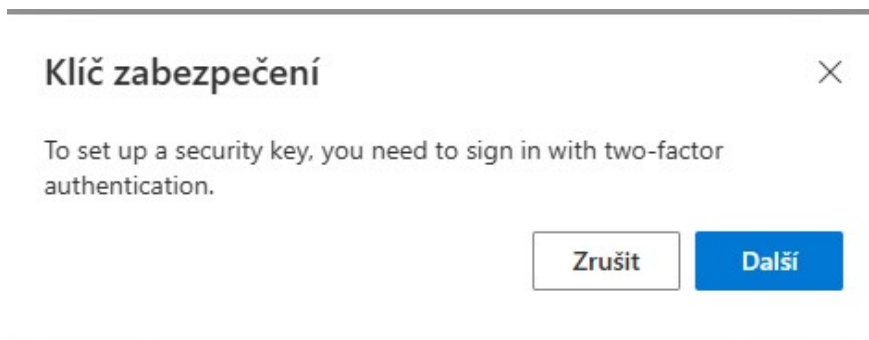 Klíč zabezpečení
To set up a security key, you need to sign in with two-factor
authentication.
Zrušit
Další